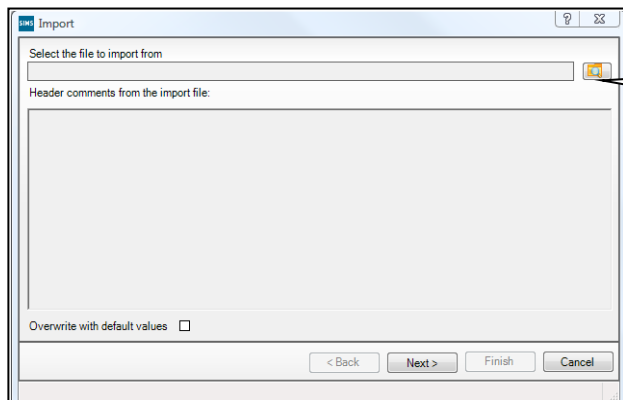 SIMS Import ?
Select the file to import from
Header comments from the import file:
Overwrite with default values
< Back Next > Finish Cancel